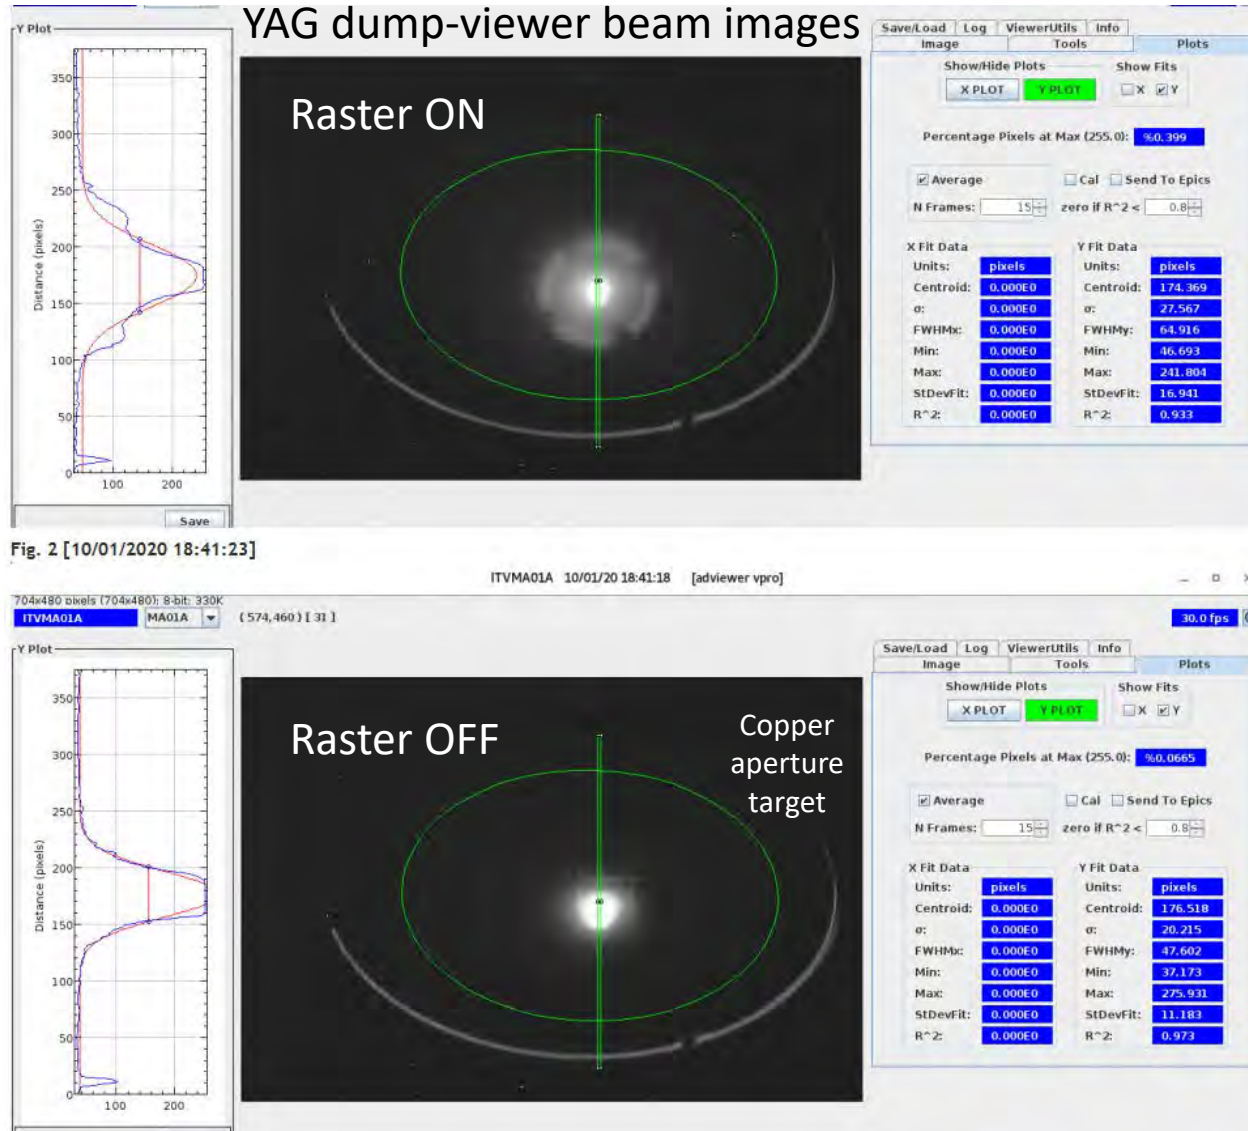 YAG dump-viewer beam images
Y Plot
350
300
250
200
150
100
50
0
Distance (pixels)
100 200
Save
Raster ON
Save/Load Log ViewerUtils Info
Image Tools Plots
Show/Hide Plots Show Fits
X PLOT Y PLOT X Y
Percentage Pixels at Max (255.0): %0.399
Average Cal Send To Epics
N Frames: 15 zero if R^2 < 0.8
X Fit Data Y Fit Data
Units: pixels Units: pixels
Centroid: 0.000E0 Centroid: 174.369
σ: 0.000E0 σ: 27.567
FWHMx: 0.000E0 FWHMy: 64.916
Min: 0.000E0 Min: 46.693
Max: 0.000E0 Max: 241.804
StDevFit: 0.000E0 StDevFit: 16.941
R^2: 0.000E0 R^2: 0.933
Fig. 2 [10/01/2020 18:41:23]
ITVMA01A 10/01/20 18:41:18 [adviewer vpro]
704x480 pixels (704x480); 8-bit; 330K
ITVMA01A MA01A (574,460) [ 31 ] 30.0 fps
Y Plot
350
300
250
200
150
100
50
0
Distance (pixels)
100 200
Raster OFF
Copper
aperture
target
Save/Load Log ViewerUtils Info
Image Tools Plots
Show/Hide Plots Show Fits
X PLOT Y PLOT X Y
Percentage Pixels at Max (255.0): %0.0665
Average Cal Send To Epics
N Frames: 15 zero if R^2 < 0.8
X Fit Data Y Fit Data
Units: pixels Units: pixels
Centroid: 0.000E0 Centroid: 176.518
σ: 0.000E0 σ: 20.215
FWHMx: 0.000E0 FWHMy: 47.602
Min: 0.000E0 Min: 37.173
Max: 0.000E0 Max: 275.931
StDevFit: 0.000E0 StDevFit: 11.183
R^2: 0.000E0 R^2: 0.973